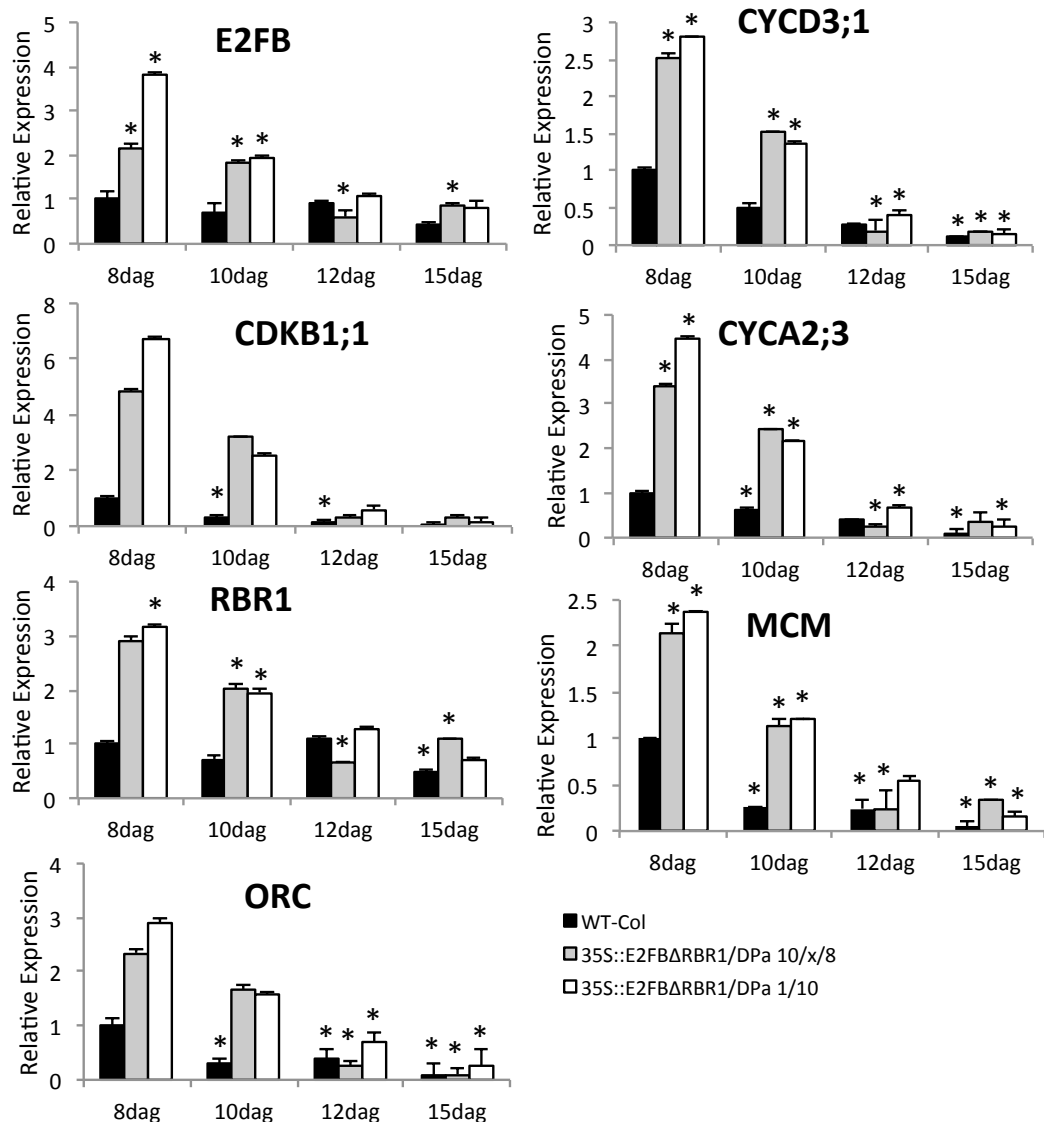 E2FB
Relative Expression
5
4
3
2
1
0
* * * * * *
8dag 10dag 12dag 15dag
CYCD3;1
Relative Expression
3
2.5
2
1.5
1
0.5
0
* * * * * * * * *
8dag 10dag 12dag 15dag
CDKB1;1
Relative Expression
8
6
4
2
0
* *
8dag 10dag 12dag 15dag
CYCA2;3
Relative Expression
5
4
3
2
1
0
* * * * * * * * *
8dag 10dag 12dag 15dag
RBR1
Relative Expression
4
3
2
1
0
* * * * * *
8dag 10dag 12dag 15dag
MCM
Relative Expression
2.5
2
1.5
1
0.5
0
* * * * * * * * * *
8dag 10dag 12dag 15dag
ORC
Relative Expression
4
3
2
1
0
* * * * * * *
8dag 10dag 12dag 15dag
WT-Col
35S::E2FBΔRBR1/DPa 10/x/8
35S::E2FBΔRBR1/DPa 1/10